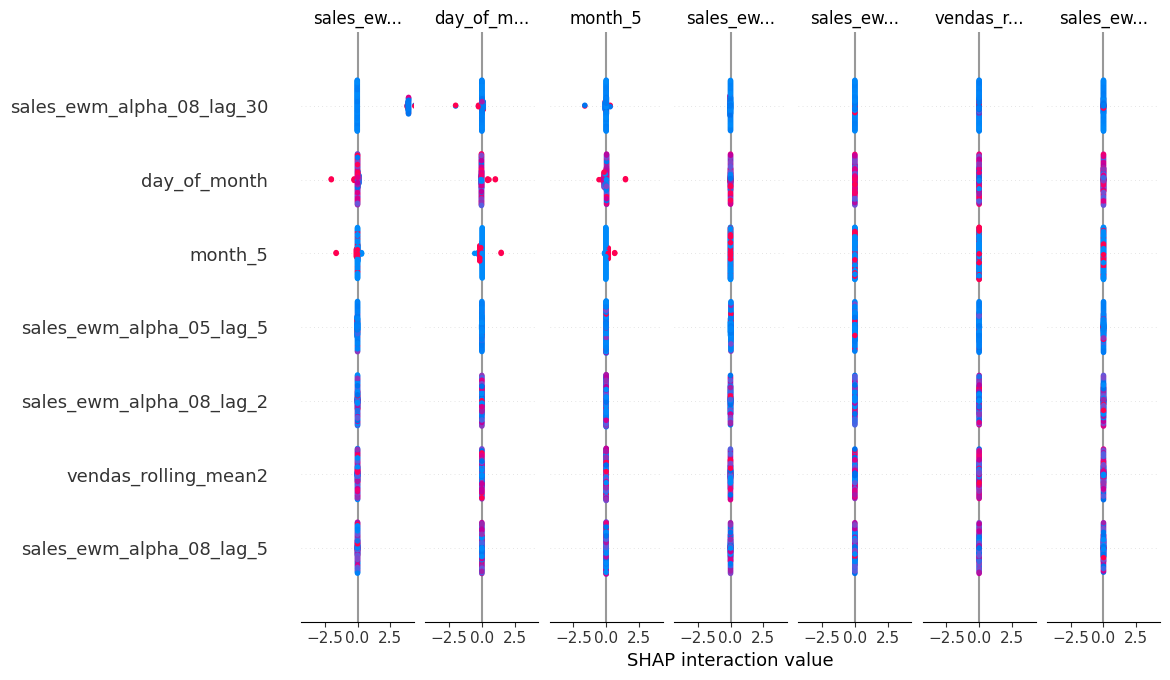 sales_ew... day_of_m... month_5 sales_ew... sales_ew... vendas_r... sales_ew...
sales_ewm_alpha_08_lag_30
day_of_month
month_5
sales_ewm_alpha_05_lag_5
sales_ewm_alpha_08_lag_2
vendas_rolling_mean2
sales_ewm_alpha_08_lag_5
−2.5 0.0 2.5 −2.5 0.0 2.5 −2.5 0.0 2.5 −2.5 0.0 2.5 −2.5 0.0 2.5 −2.5 0.0 2.5 −2.5 0.0 2.5
SHAP interaction value